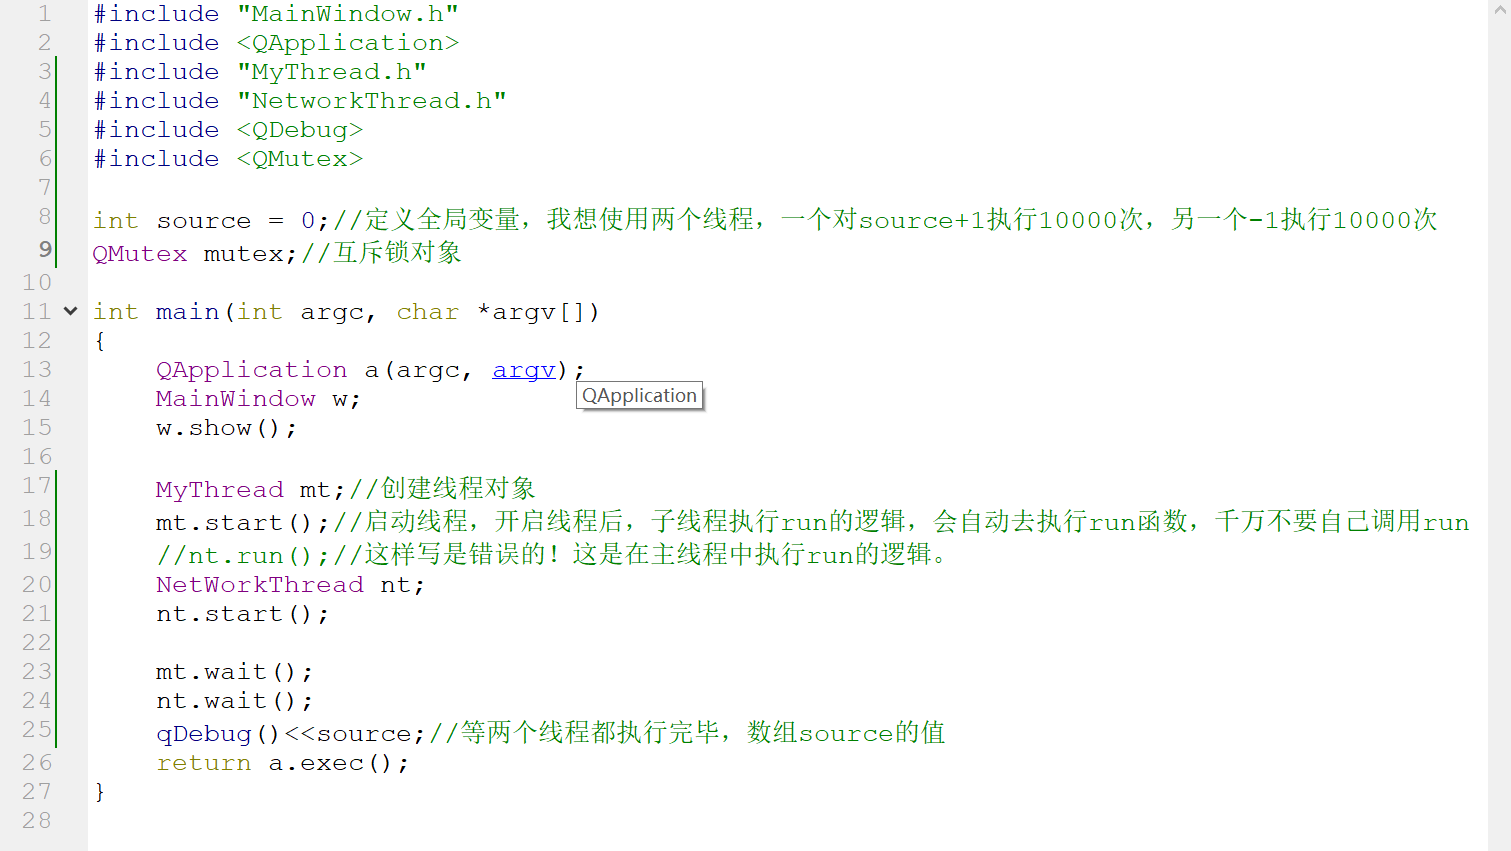 1 #include "MainWindow.h"
2 #include <QApplication>
3 #include "MyThread.h"
4 #include "NetworkThread.h"
5 #include <QDebug>
6 #include <QMutex>
7
8 int source = 0;//定义全局变量，我想使用两个线程，一个对source+1执行10000次，另一个-1执行10000次
9 QMutex mutex;//互斥锁对象
10
11 int main(int argc, char *argv[])
12 {
13     QApplication a(argc, argv);
QApplication
14     MainWindow w;
15     w.show();
16
17     MyThread mt;//创建线程对象
18     mt.start();//启动线程，开启线程后，子线程执行run的逻辑，会自动去执行run函数，千万不要自己调用run
19     //nt.run();//这样写是错误的！这是在主线程中执行run的逻辑。
20     NetWorkThread nt;
21     nt.start();
22
23     mt.wait();
24     nt.wait();
25     qDebug()<<source;//等两个线程都执行完毕，数组source的值
26     return a.exec();
27 }
28